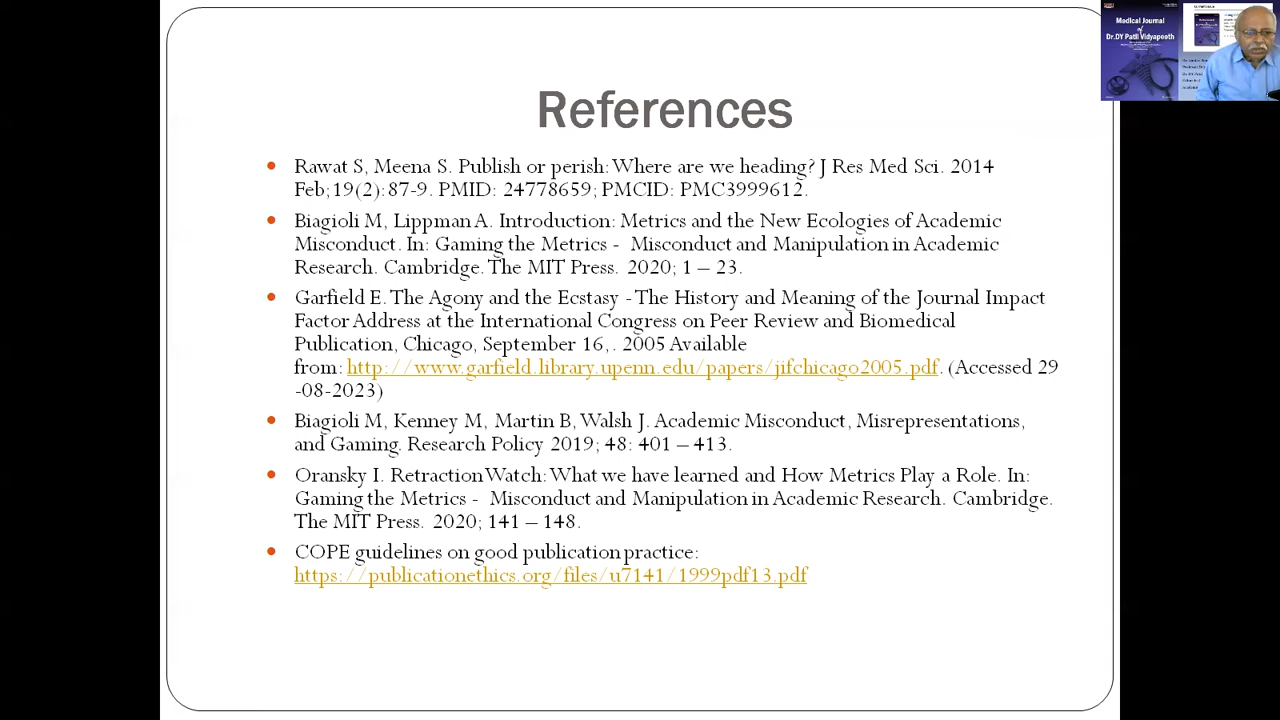 Medical Journal
of
Dr.DY Patil Vidyapeeth
References
• Rawat S, Meena S. Publish or perish: Where are we heading? J Res Med Sci. 2014
Feb;19(2):87-9. PMID: 24778659; PMCID: PMC3999612.
• Biagioli M, Lippman A. Introduction: Metrics and the New Ecologies of Academic
Misconduct. In: Gaming the Metrics - Misconduct and Manipulation in Academic
Research. Cambridge. The MIT Press. 2020; 1 – 23.
• Garfield E. The Agony and the Ecstasy - The History and Meaning of the Journal Impact
Factor Address at the International Congress on Peer Review and Biomedical
Publication, Chicago, September 16,. 2005 Available
from: http://www.garfield.library.upenn.edu/papers/jifchicago2005.pdf. (Accessed 29
-08-2023)
• Biagioli M, Kenney M, Martin B, Walsh J. Academic Misconduct, Misrepresentations,
and Gaming. Research Policy 2019; 48: 401 – 413.
• Oransky I. Retraction Watch: What we have learned and How Metrics Play a Role. In:
Gaming the Metrics - Misconduct and Manipulation in Academic Research. Cambridge.
The MIT Press. 2020; 141 – 148.
• COPE guidelines on good publication practice:
https://publicationethics.org/files/u7141/1999pdf13.pdf